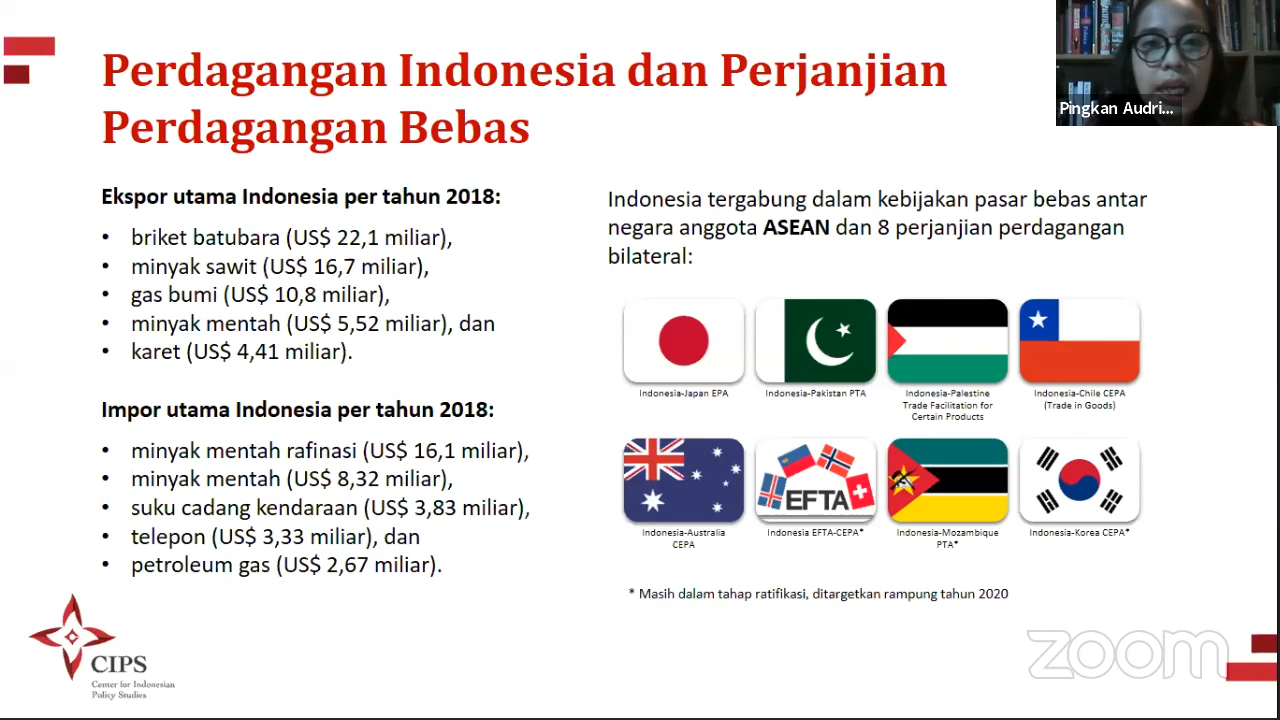 Perdagangan Indonesia dan Perjanjian
Perdagangan Bebas
Pingkan Audri...
Ekspor utama Indonesia per tahun 2018:
• briket batubara (US$ 22,1 miliar),
• minyak sawit (US$ 16,7 miliar),
• gas bumi (US$ 10,8 miliar),
• minyak mentah (US$ 5,52 miliar), dan
• karet (US$ 4,41 miliar).
Impor utama Indonesia per tahun 2018:
• minyak mentah rafinasi (US$ 16,1 miliar),
• minyak mentah (US$ 8,32 miliar),
• suku cadang kendaraan (US$ 3,83 miliar),
• telepon (US$ 3,33 miliar), dan
• petroleum gas (US$ 2,67 miliar).
Indonesia tergabung dalam kebijakan pasar bebas antar
negara anggota ASEAN dan 8 perjanjian perdagangan
bilateral:
Indonesia-Japan EPA
Indonesia-Pakistan PTA
Indonesia-Palestine
Trade Facilitation for
Certain Products
Indonesia-Chile CEPA
(Trade in Goods)
EFTA
Indonesia-Australia
CEPA
Indonesia EFTA-CEPA*
Indonesia-Mozambique
PTA*
Indonesia-Korea CEPA*
* Masih dalam tahap ratifikasi, ditargetkan rampung tahun 2020
CIPS
Center for Indonesian
Policy Studies
zoom